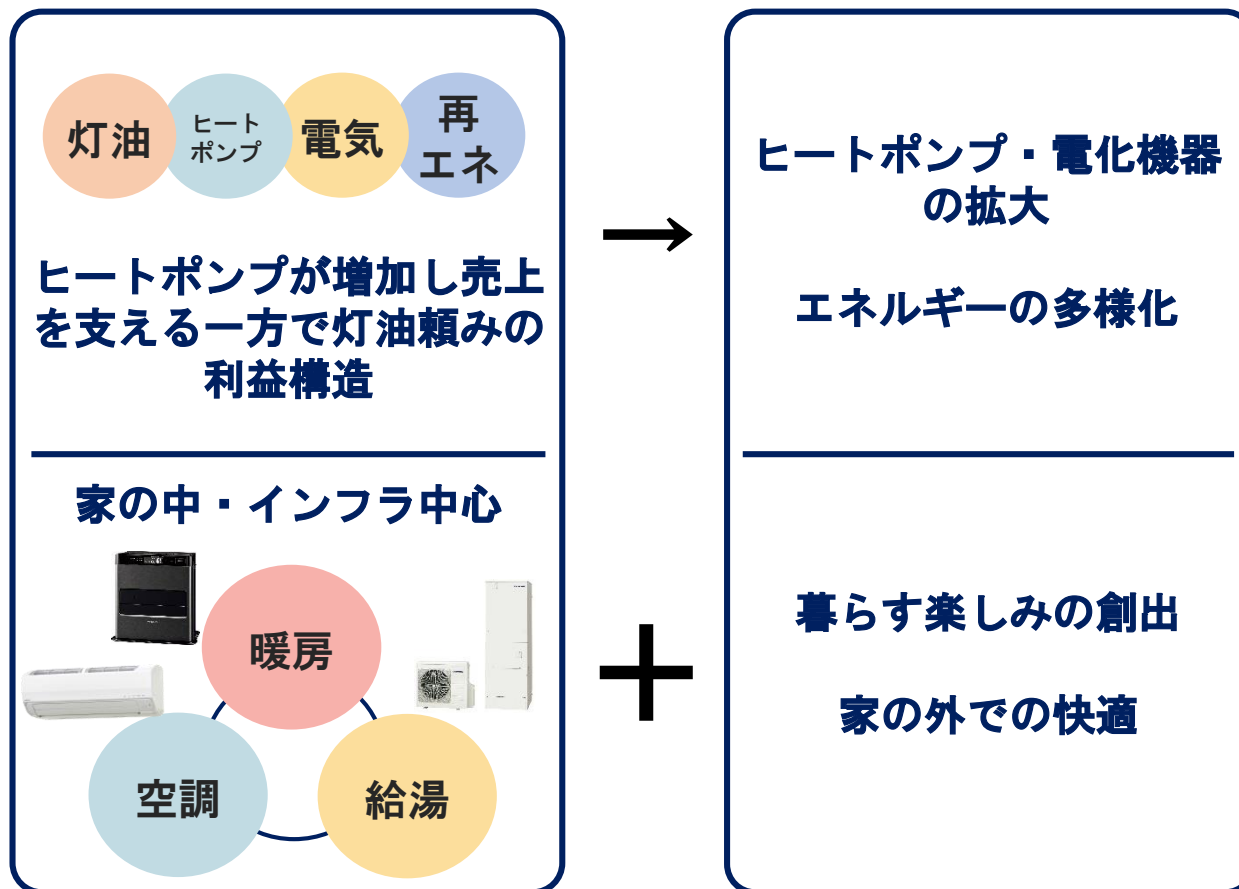 灯油
ヒート
ポンプ
電気
再
エネ
ヒートポンプが増加し売上
を支える一方で灯油頼みの
利益構造
家の中・インフラ中心
暖房
空調
給湯
ヒートポンプ・電化機器
の拡大
エネルギーの多様化
暮らす楽しみの創出
家の外での快適